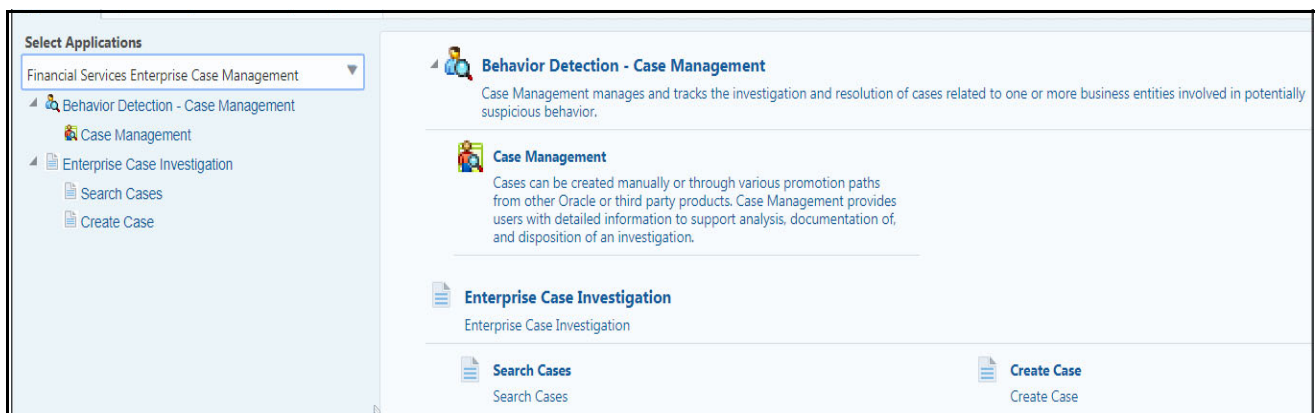 Select Applications
Financial Services Enterprise Case Management
Behavior Detection - Case Management
Case Management
Enterprise Case Investigation
Search Cases
Create Case
Behavior Detection - Case Management
Case Management manages and tracks the investigation and resolution of cases related to one or more business entities involved in potentially
suspicious behavior.
Case Management
Cases can be created manually or through various promotion paths
from other Oracle or third party products. Case Management provides
users with detailed information to support analysis, documentation of,
and disposition of an investigation.
Enterprise Case Investigation
Enterprise Case Investigation
Search Cases
Search Cases
Create Case
Create Case